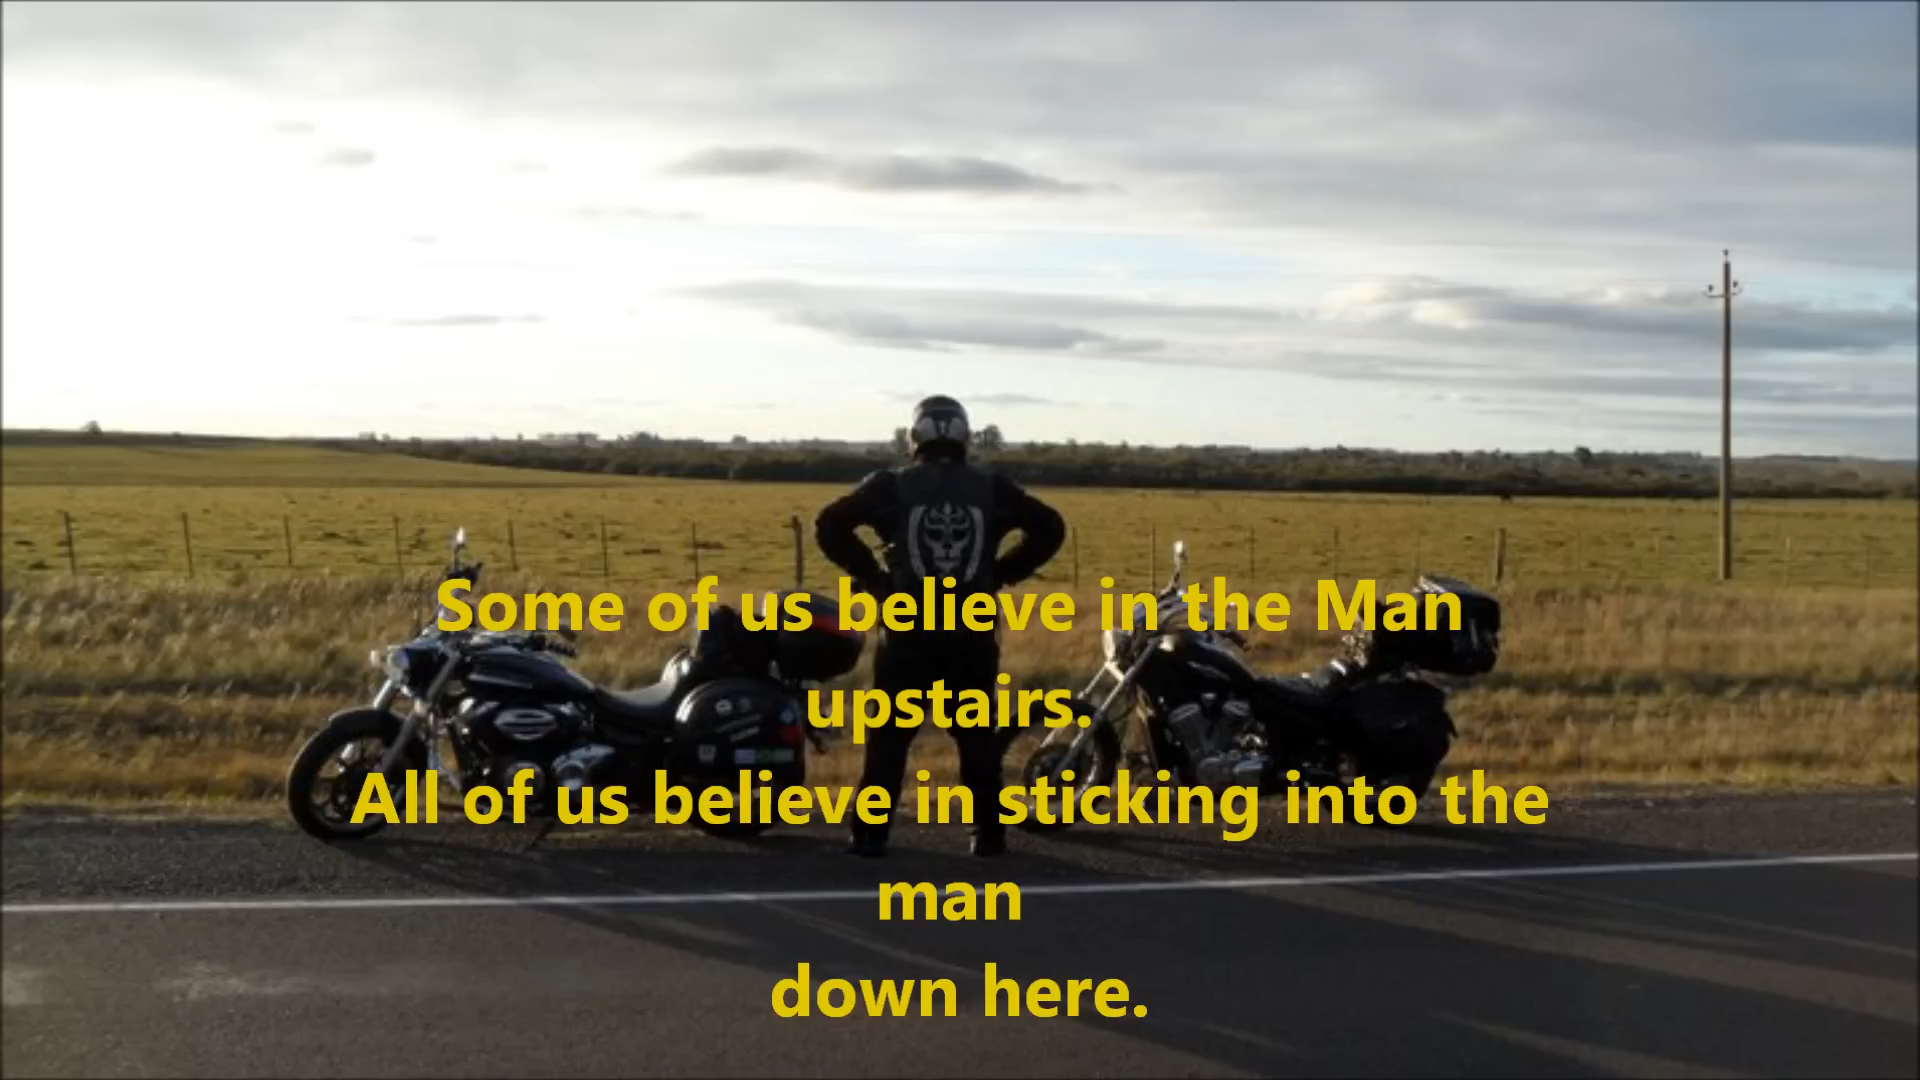 Some of us believe in the Man
upstairs.
All of us believe in sticking into the
man
down here.